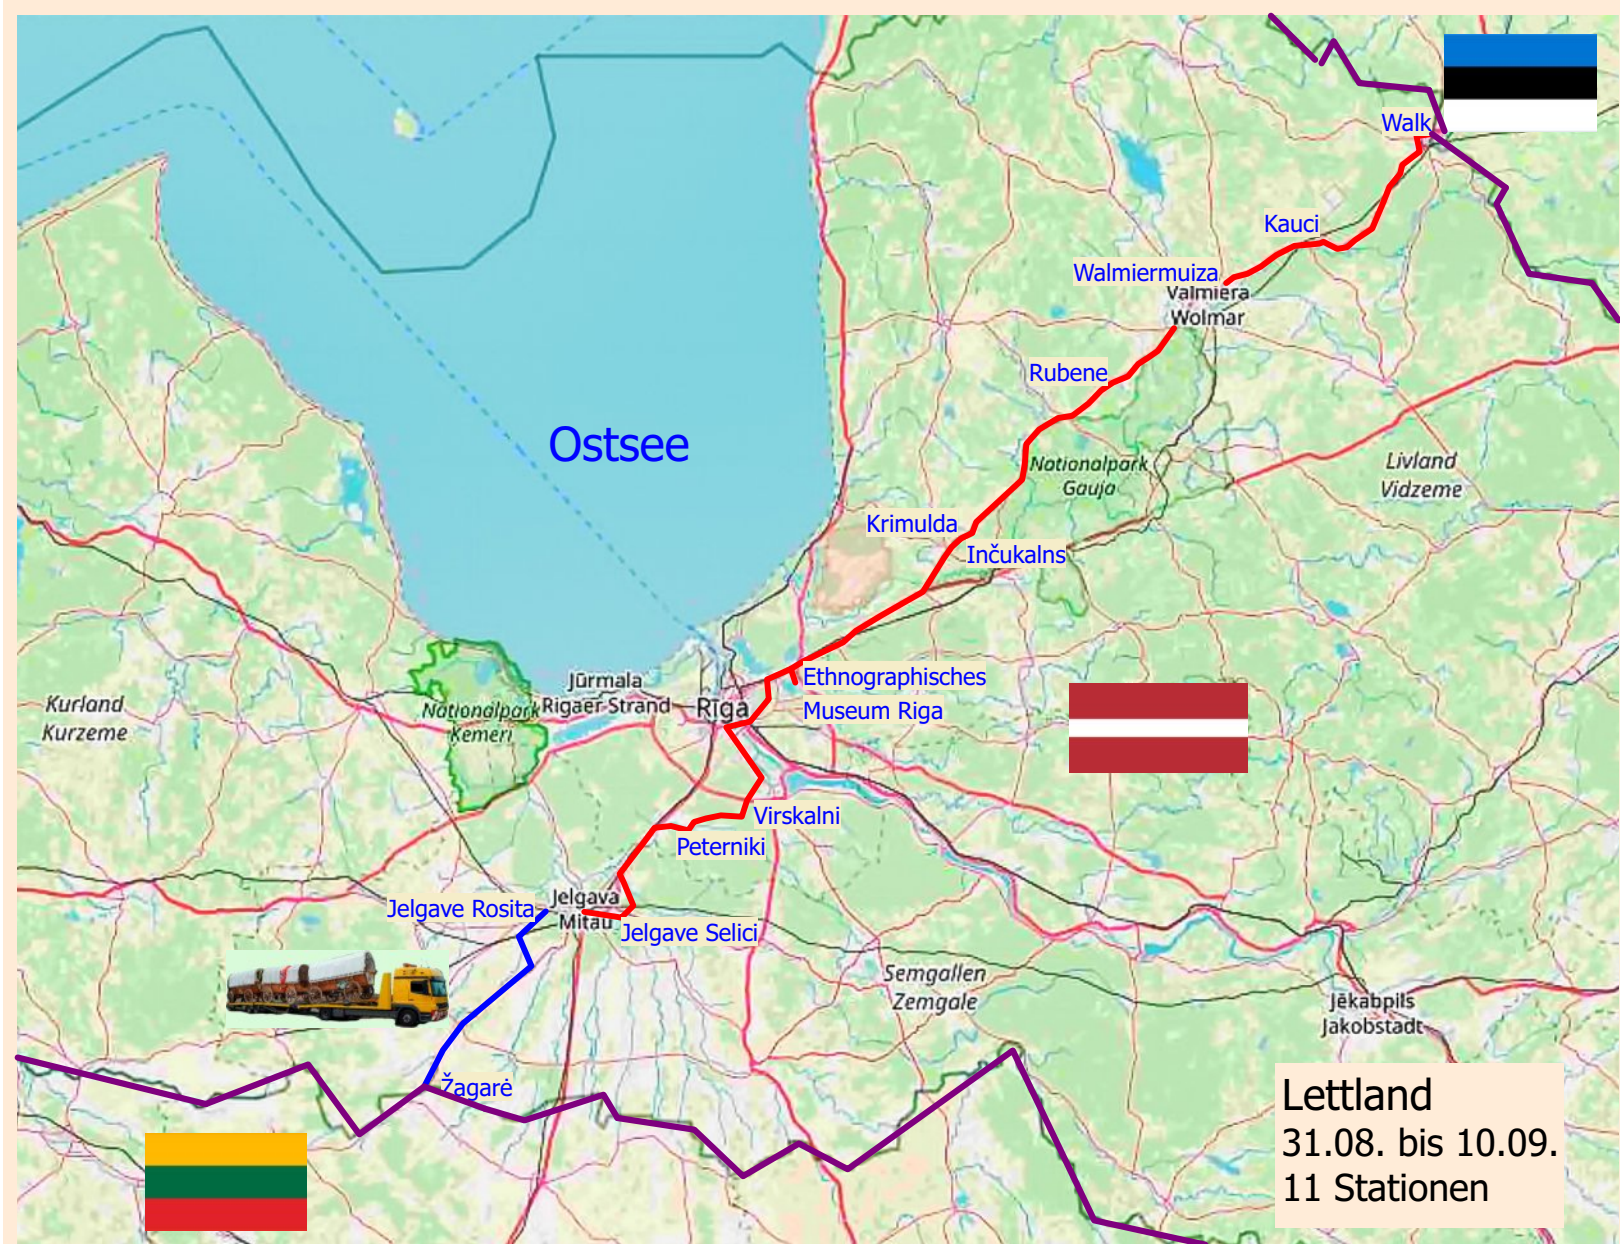 Walk
Kauci
Walmiermuiza
Valmiera
Wolmar
Rubene
Ostsee
Nationalpark
Gauja
Livland
Vidzeme
Krimulda
Inčukalns
Ethnographisches
Museum Riga
Jūrmala
Rigaer Strand
Rīga
Kurland
Kurzeme
Nationalpark
Kemeri
Virskalni
Peterniki
Jelgava
Mitau
Jelgave Rosita
Jelgave Selici
Semgallen
Zemgale
Jēkabpils
Jakobstadt
Žagarė
Lettland
31.08. bis 10.09.
11 Stationen